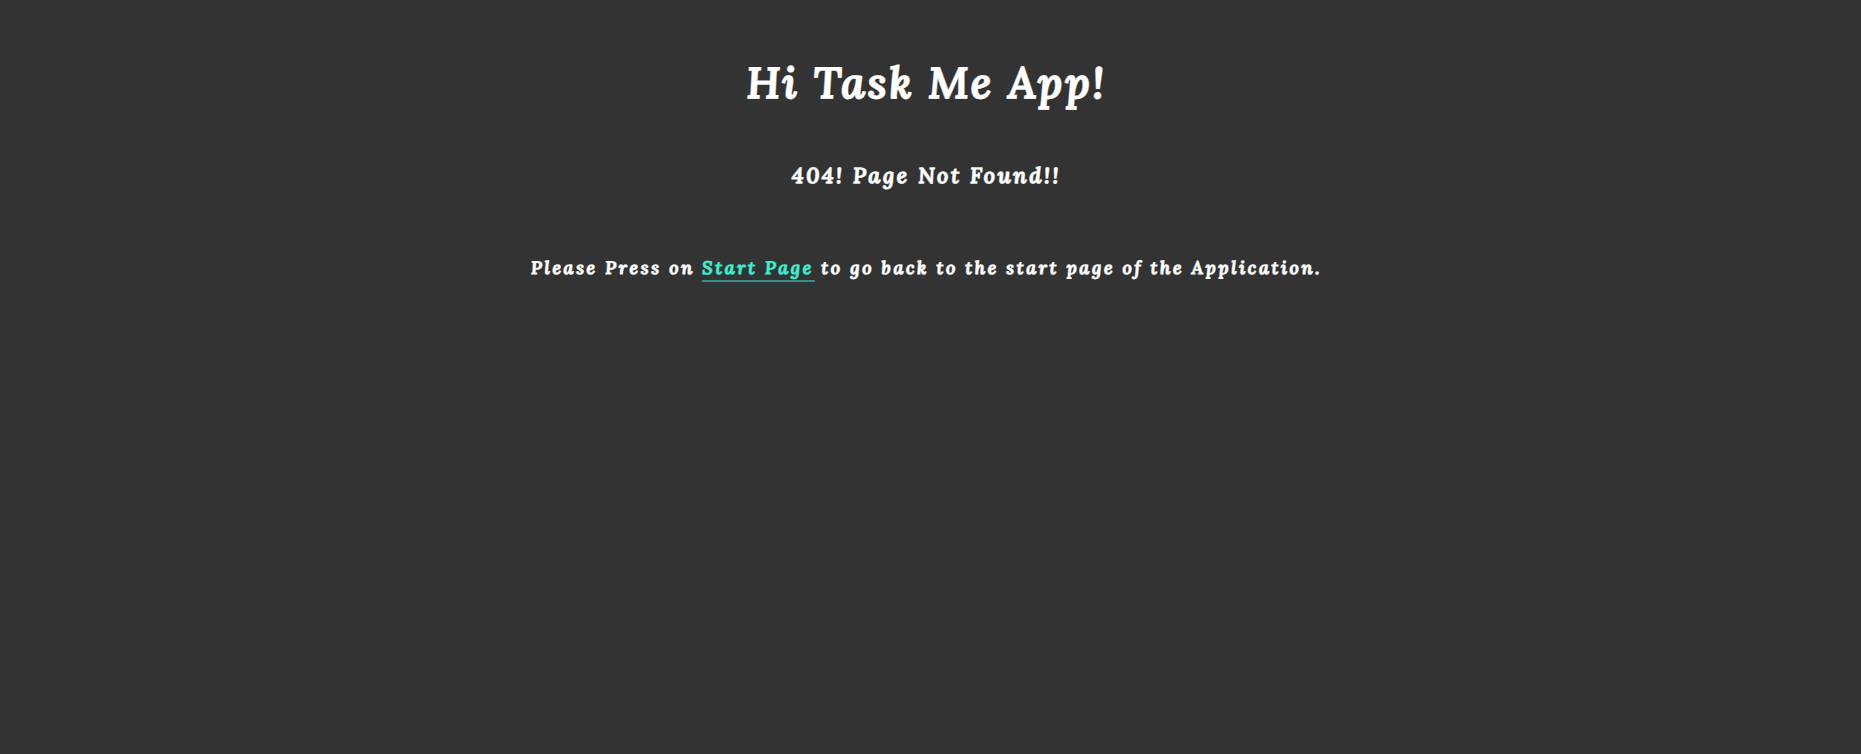 Hi Task Me App!
404! Page Not Found!!
Please Press on Start Page to go back to the start page of the Application.